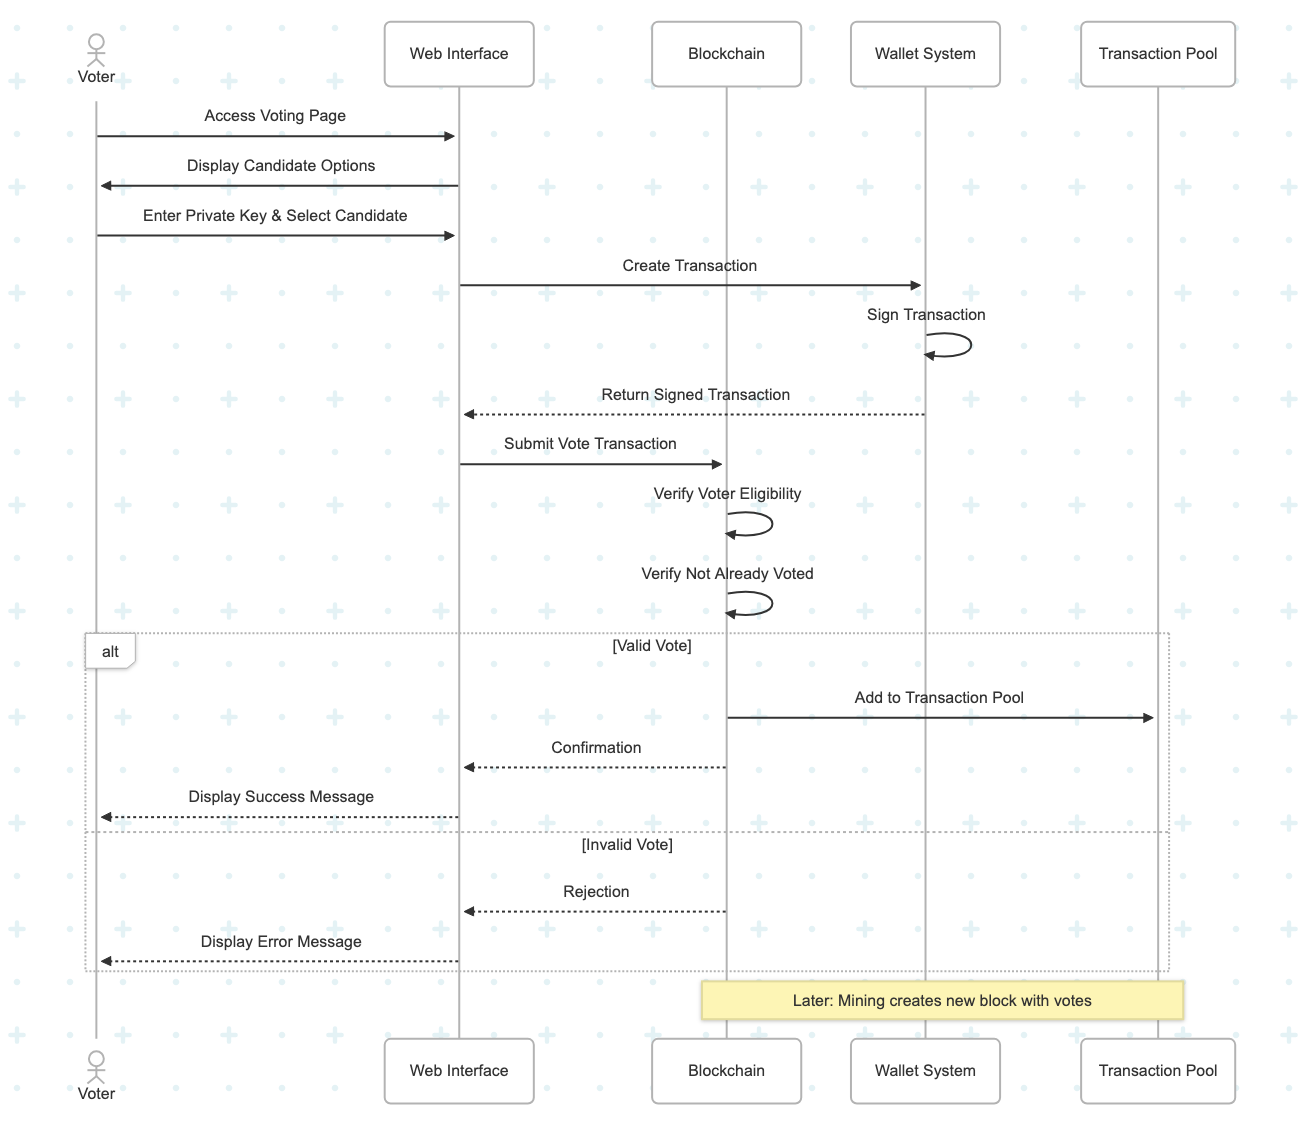 Voter
Web Interface
Blockchain
Wallet System
Transaction Pool
Access Voting Page
Display Candidate Options
Enter Private Key & Select Candidate
Create Transaction
Sign Transaction
Return Signed Transaction
Submit Vote Transaction
Verify Voter Eligibility
Verify Not Already Voted
alt
[Valid Vote]
Add to Transaction Pool
Confirmation
Display Success Message
[Invalid Vote]
Rejection
Display Error Message
Later: Mining creates new block with votes
Voter
Web Interface
Blockchain
Wallet System
Transaction Pool